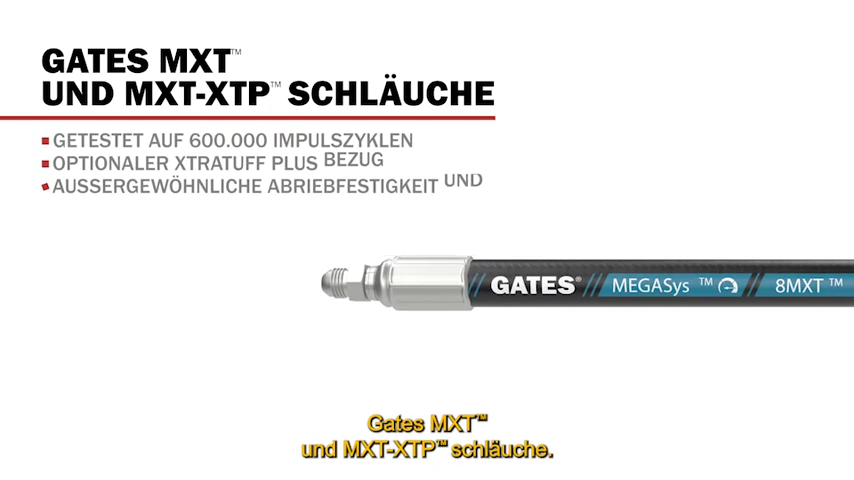 GATES MXT™
UND MXT-XTP™ SCHLÄUCHE
GETESTET AUF 600.000 IMPULSZYKLEN
OPTIONALER XTRATUFF PLUS BEZUG
AUSSERGEWÖHNLICHE ABRIEBFESTIGKEIT UND
GATES® MEGASys ™ 8MXT ™
Gates MXT™
und MXT-XTP™ schläuche.